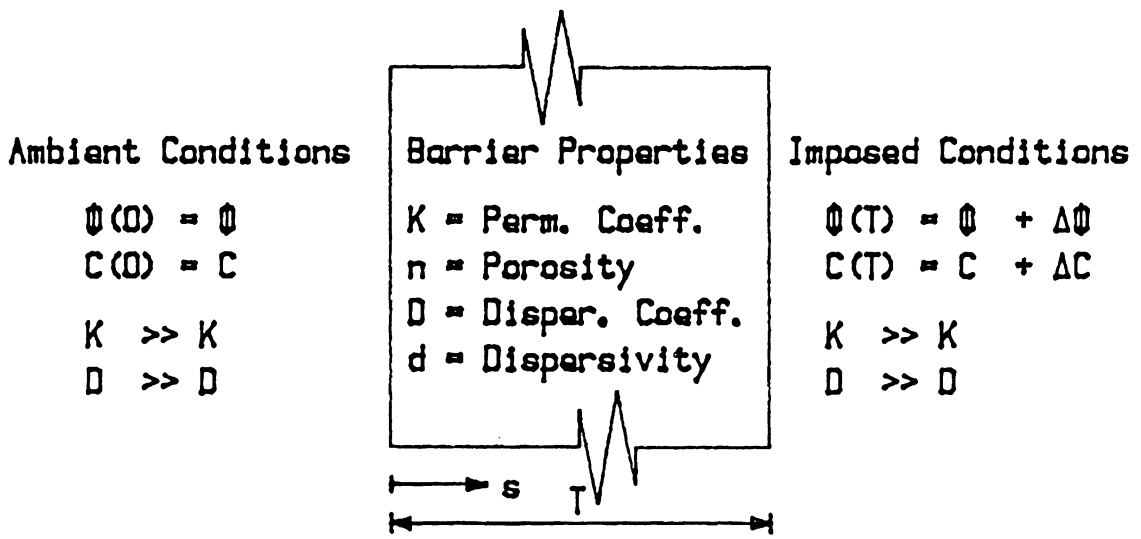 Ambient Conditions
Φ(0) = Φ
C(0) = C
K >> K
D >> D
Barrier Properties
K = Perm. Coeff.
n = Porosity
D = Disper. Coeff.
d = Dispersivity
Imposed Conditions
Φ(T) = Φ + ΔΦ
C(T) = C + ΔC
K >> K
D >> D
s
T